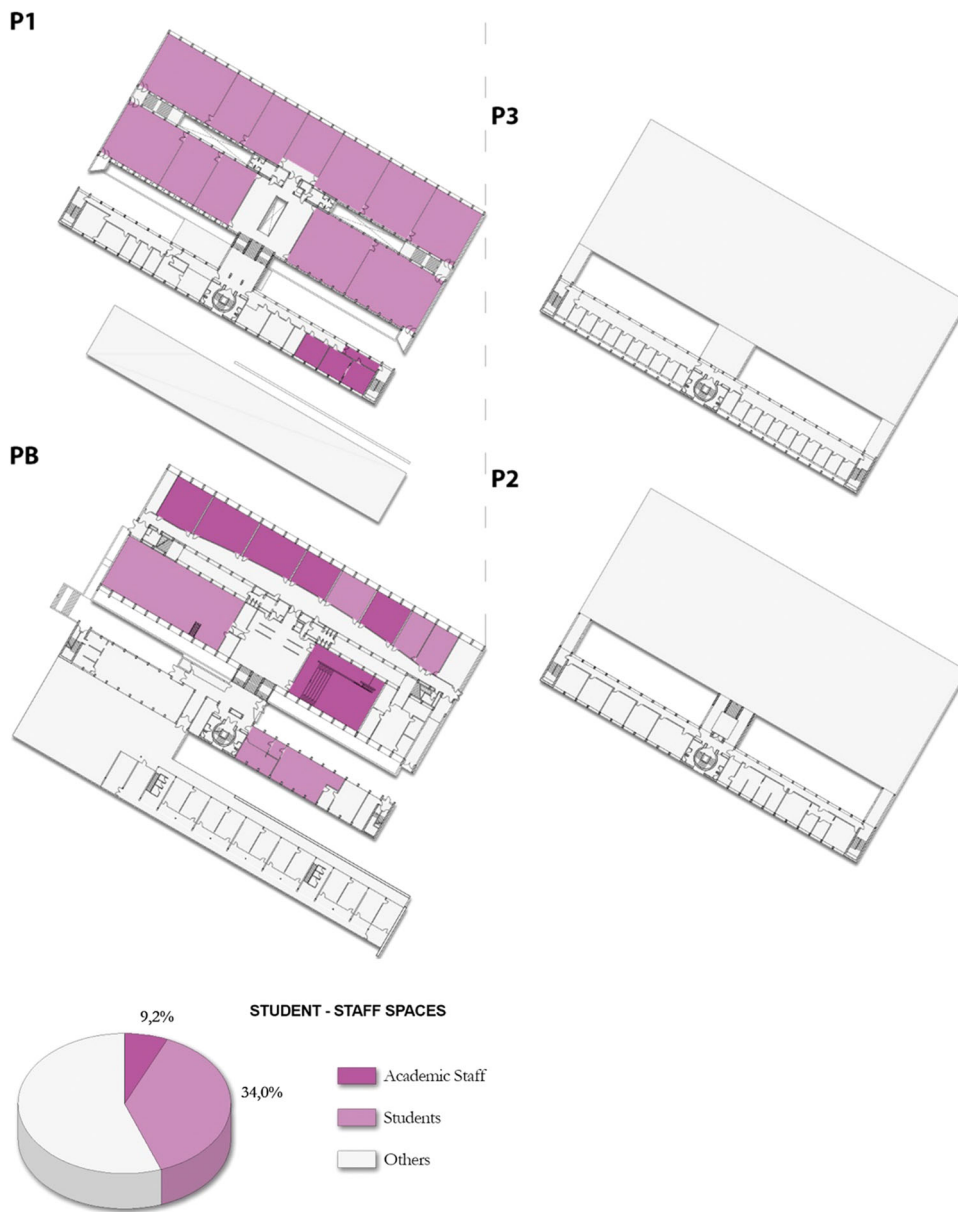 P1
P3
PB
P2
STUDENT - STAFF SPACES
9,2%
34,0%
Academic Staff
Students
Others